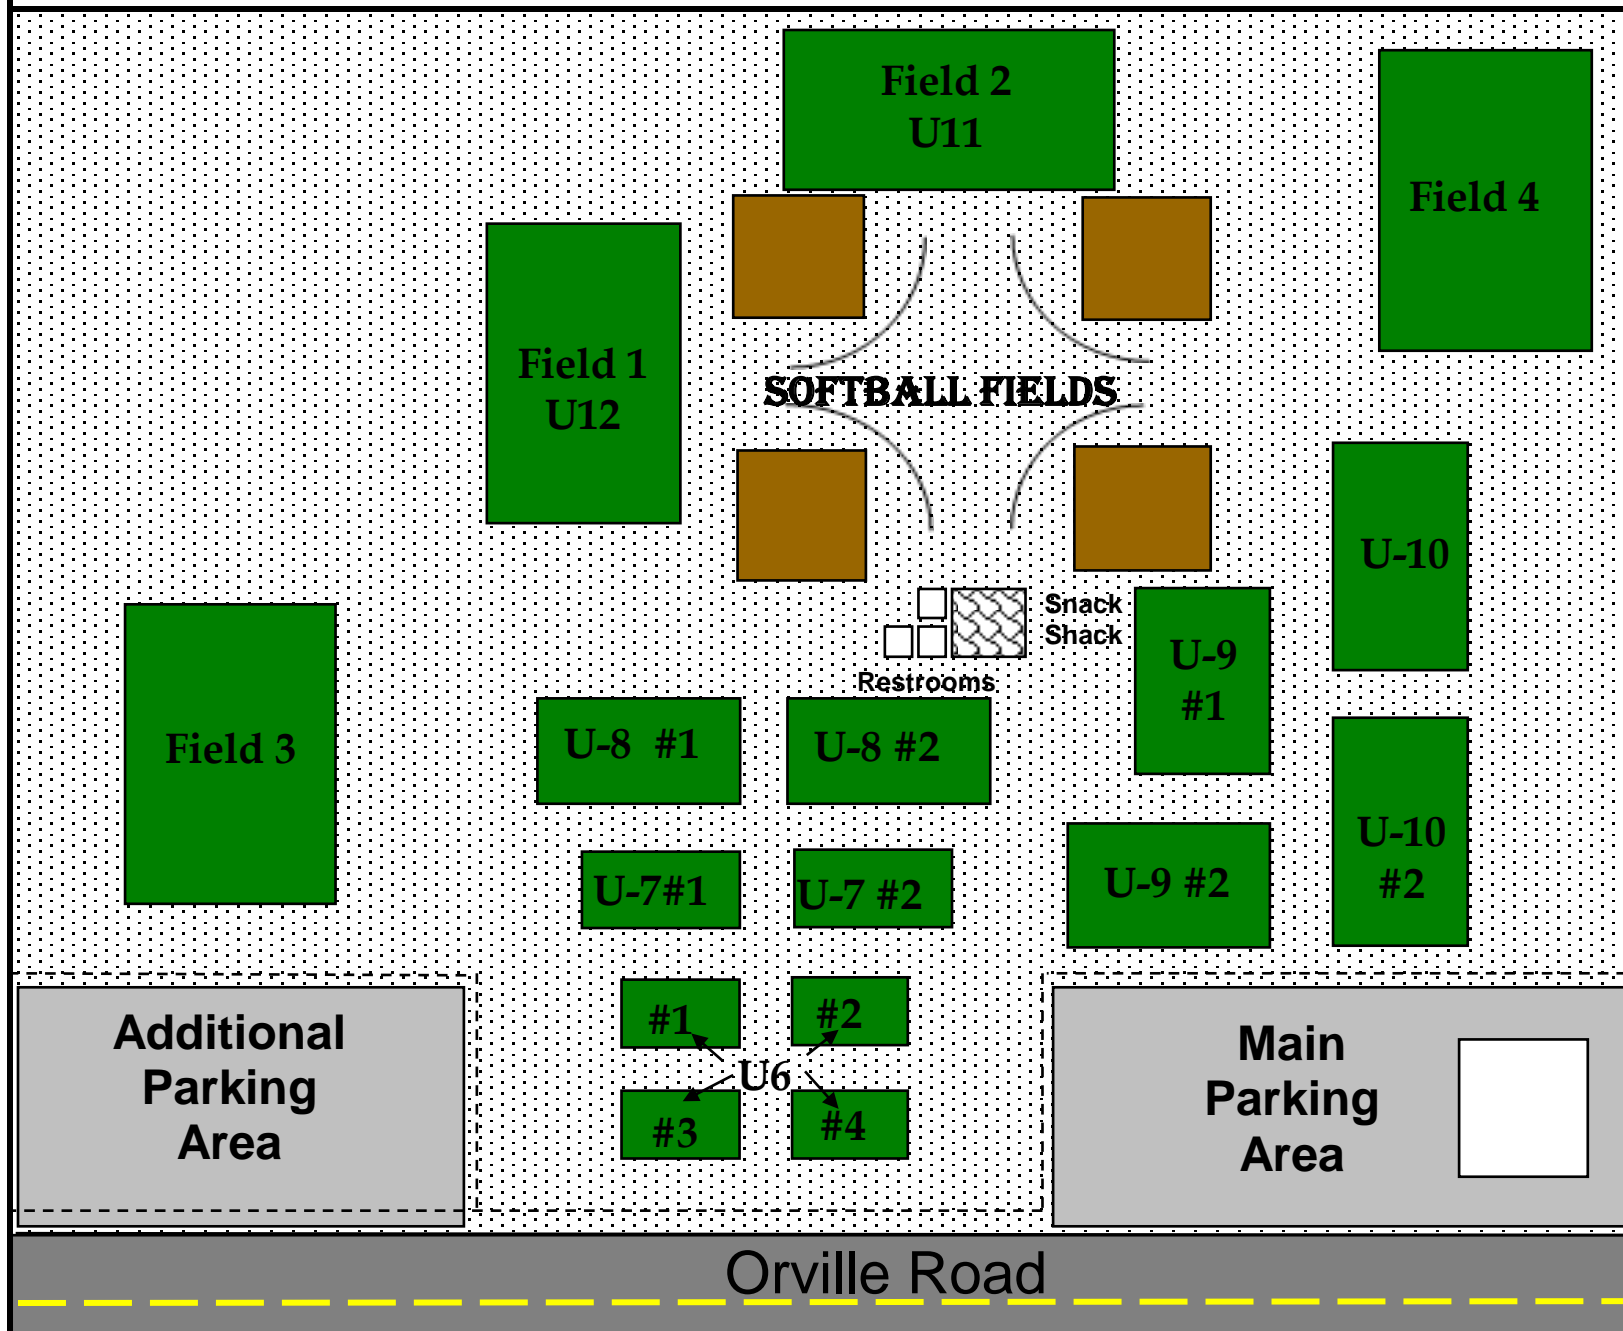 Field 2
U11
Field 4
Field 1
U12
SOFTBALL FIELDS
U-10
Snack
Shack
Restrooms
U-9
#1
Field 3
U-8  #1
U-8 #2
U-10
#2
U-7#1
U-7 #2
U-9 #2
#1
#2
U6
#3
#4
Additional
Parking
Area
Main
Parking
Area
Orville Road